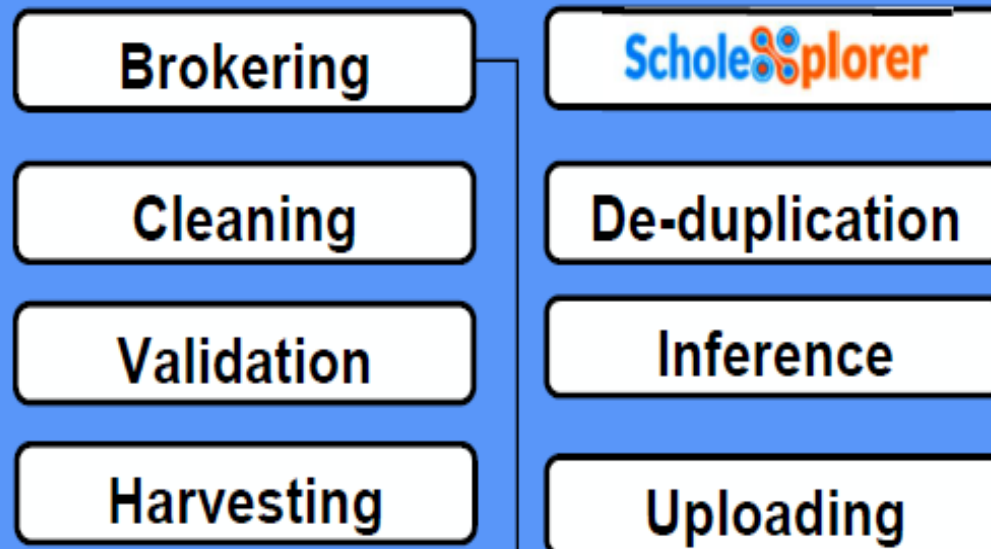 Brokering
ScholeXplorer
Cleaning
De-duplication
Validation
Inference
Harvesting
Uploading